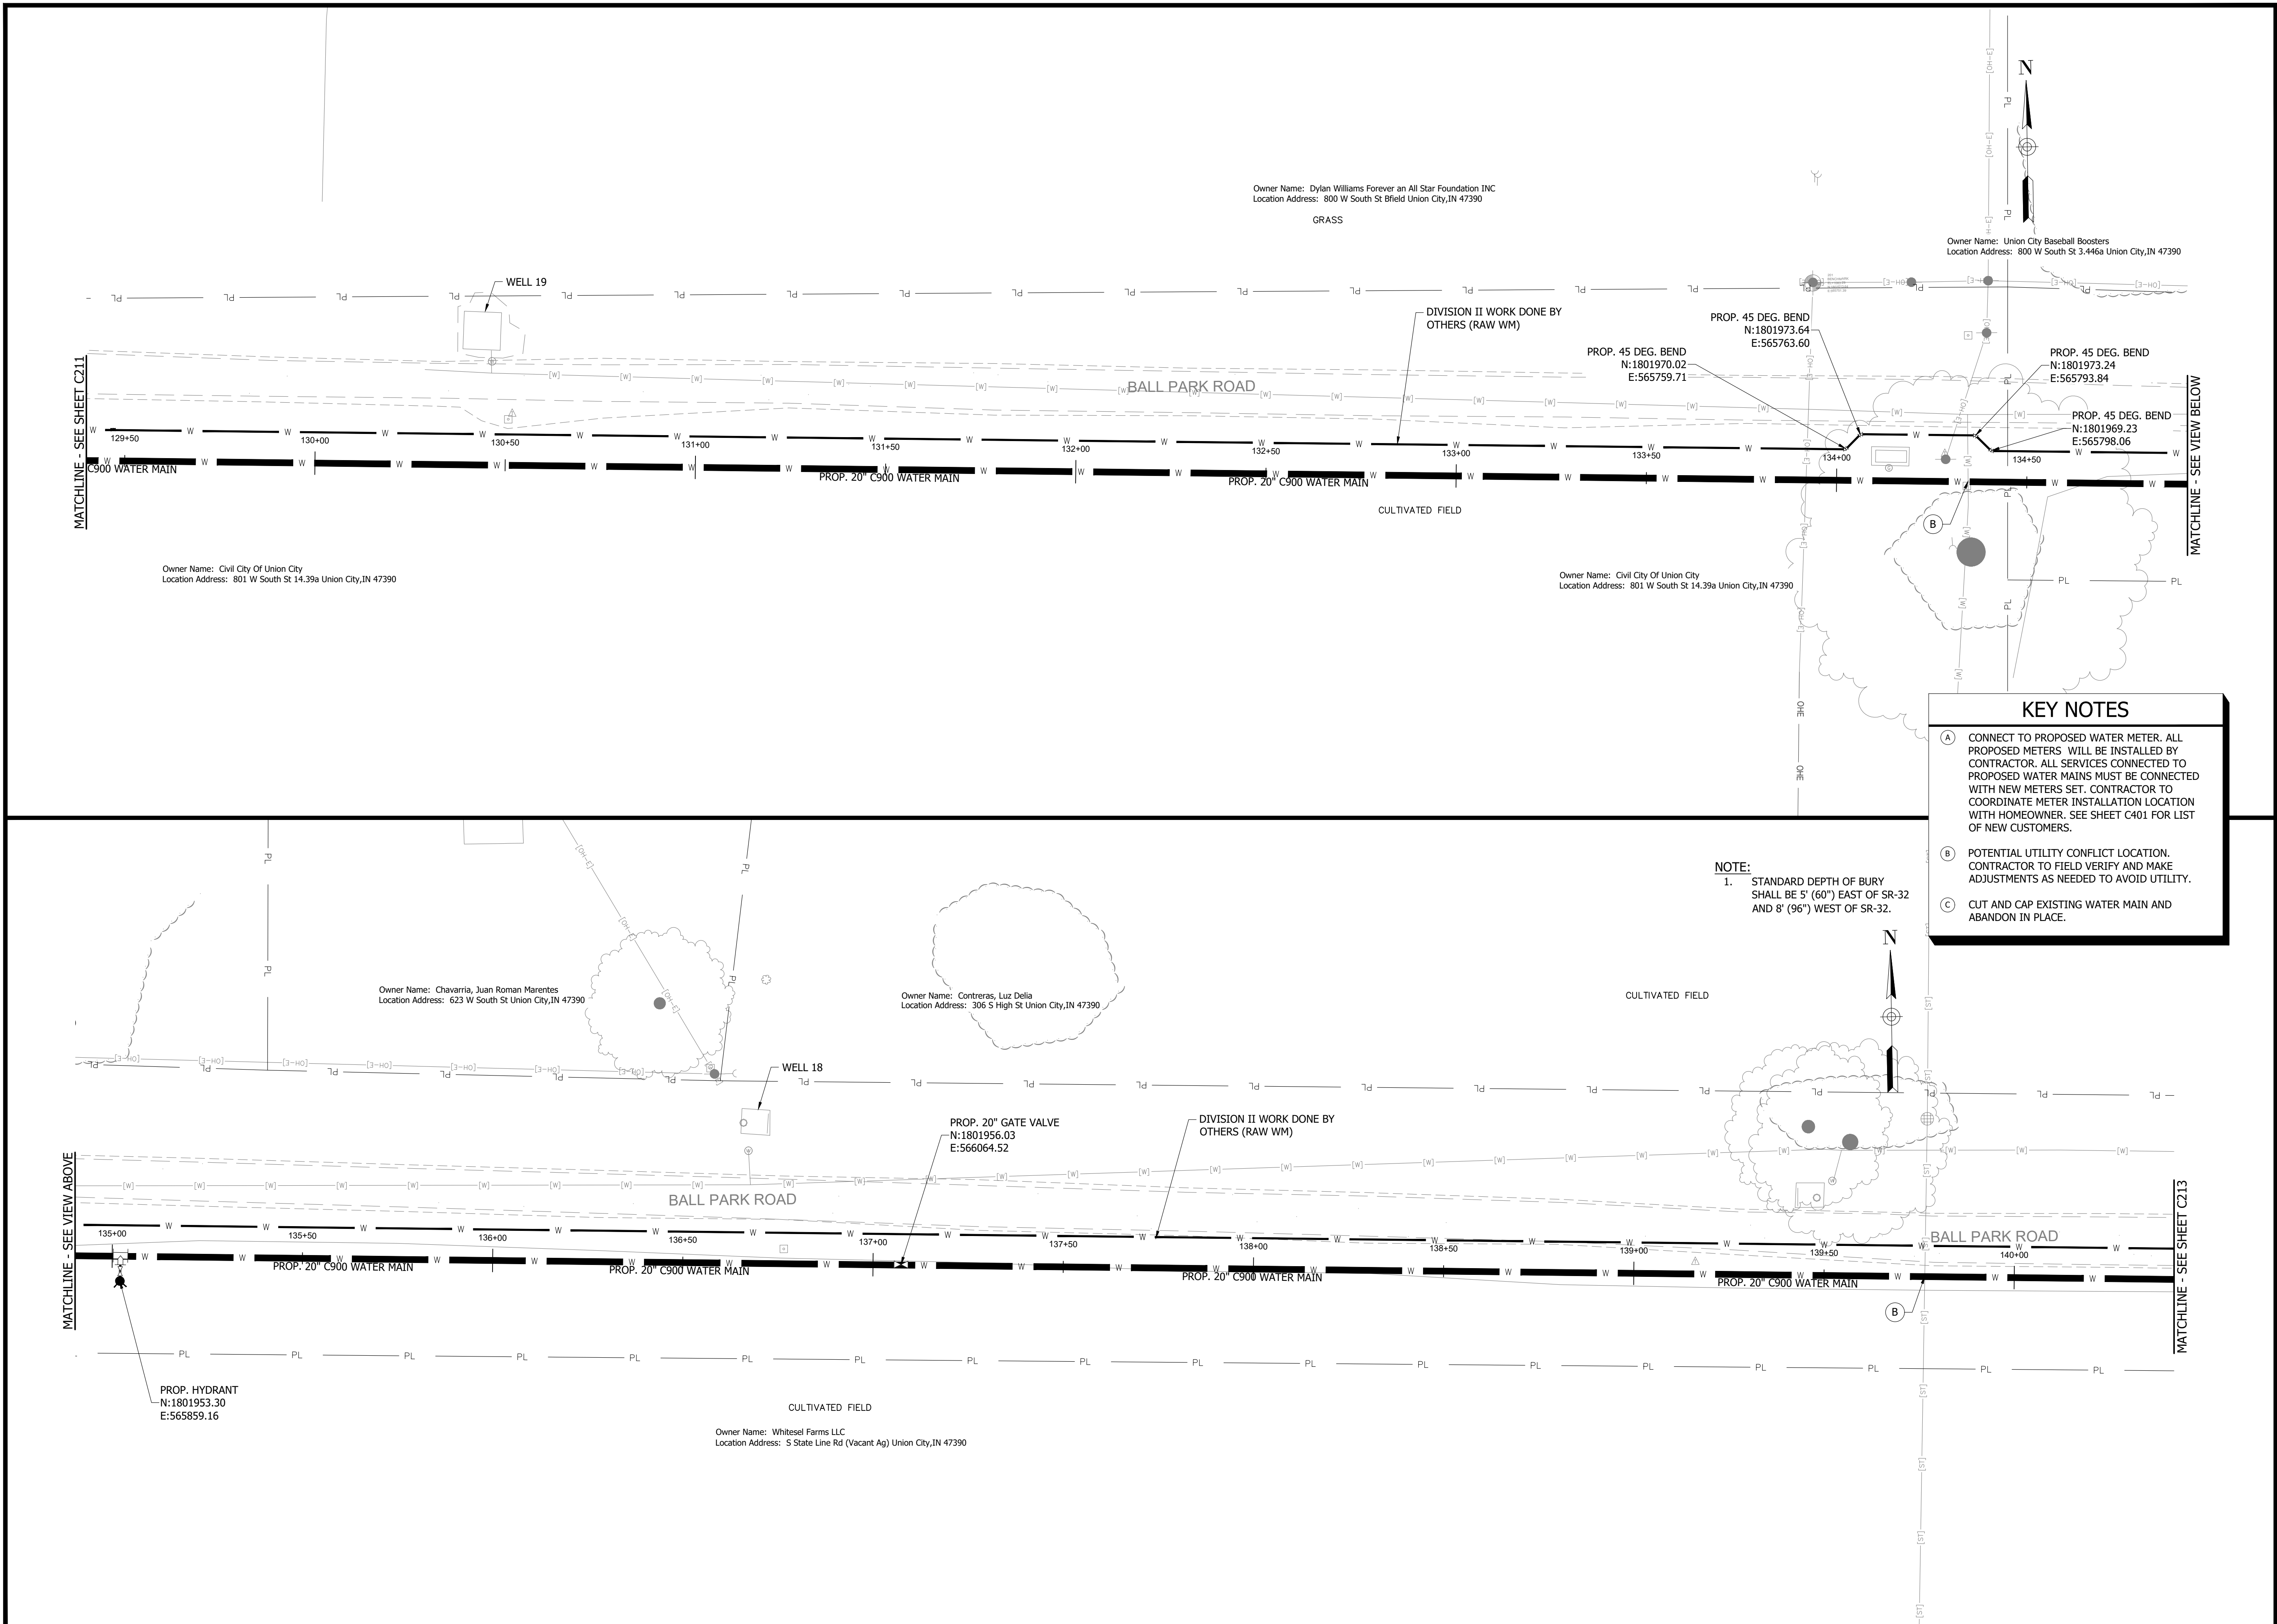 N
Owner Name: Dylan Williams Forever an All Star Foundation INC
Location Address: 800 W South St Bfield Union City,IN 47390
GRASS
Owner Name: Union City Baseball Boosters
Location Address: 800 W South St 3.446a Union City,IN 47390
WELL 19
DIVISION II WORK DONE BY
OTHERS (RAW WM)
PROP. 45 DEG. BEND
N:1801973.64
E:565763.60
PROP. 45 DEG. BEND
N:1801970.02
E:565759.71
PROP. 45 DEG. BEND
N:1801973.24
E:565793.84
PROP. 45 DEG. BEND
N:1801969.23
E:565798.06
BALL PARK ROAD
MATCHLINE - SEE SHEET C211
MATCHLINE - SEE VIEW BELOW
129+50
130+00
130+50
131+00
131+50
132+00
132+50
133+00
133+50
134+00
134+50
C900 WATER MAIN
PROP. 20" C900 WATER MAIN
PROP. 20" C900 WATER MAIN
CULTIVATED FIELD
B
Owner Name: Civil City Of Union City
Location Address: 801 W South St 14.39a Union City,IN 47390
Owner Name: Civil City Of Union City
Location Address: 801 W South St 14.39a Union City,IN 47390
PL
PL
OHE
OHE
KEY NOTES
A CONNECT TO PROPOSED WATER METER. ALL
PROPOSED METERS WILL BE INSTALLED BY
CONTRACTOR. ALL SERVICES CONNECTED TO
PROPOSED WATER MAINS MUST BE CONNECTED
WITH NEW METERS SET. CONTRACTOR TO
COORDINATE METER INSTALLATION LOCATION
WITH HOMEOWNER. SEE SHEET C401 FOR LIST
OF NEW CUSTOMERS.
B POTENTIAL UTILITY CONFLICT LOCATION.
CONTRACTOR TO FIELD VERIFY AND MAKE
ADJUSTMENTS AS NEEDED TO AVOID UTILITY.
C CUT AND CAP EXISTING WATER MAIN AND
ABANDON IN PLACE.
NOTE:
1. STANDARD DEPTH OF BURY
SHALL BE 5' (60") EAST OF SR-32
AND 8' (96") WEST OF SR-32.
N
Owner Name: Chavarria, Juan Roman Marentes
Location Address: 623 W South St Union City,IN 47390
Owner Name: Contreras, Luz Delia
Location Address: 306 S High St Union City,IN 47390
CULTIVATED FIELD
WELL 18
PROP. 20" GATE VALVE
N:1801956.03
E:566064.52
DIVISION II WORK DONE BY
OTHERS (RAW WM)
BALL PARK ROAD
BALL PARK ROAD
MATCHLINE - SEE VIEW ABOVE
MATCHLINE - SEE SHEET C213
135+00
135+50
136+00
136+50
137+00
137+50
138+00
138+50
139+00
139+50
140+00
PROP. 20" C900 WATER MAIN
PROP. 20" C900 WATER MAIN
PROP. 20" C900 WATER MAIN
PROP. 20" C900 WATER MAIN
B
PROP. HYDRANT
N:1801953.30
E:565859.16
CULTIVATED FIELD
Owner Name: Whitesel Farms LLC
Location Address: S State Line Rd (Vacant Ag) Union City,IN 47390